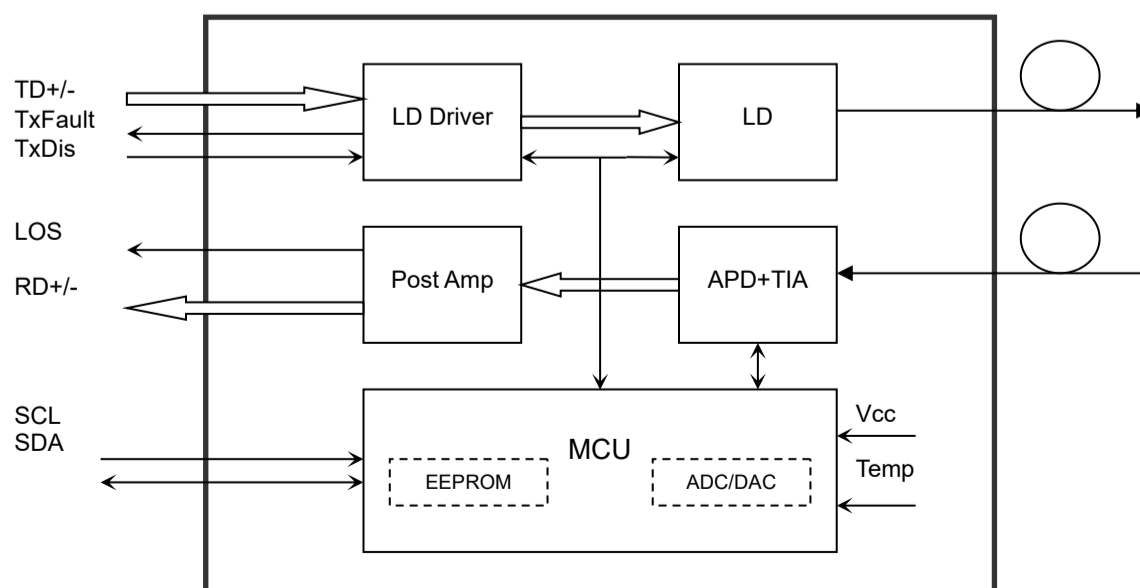 TD+/-
TxFault
TxDis
LD Driver
LD
LOS
RD+/-
Post Amp
APD+TIA
SCL
SDA
MCU
EEPROM
ADC/DAC
Vcc
Temp